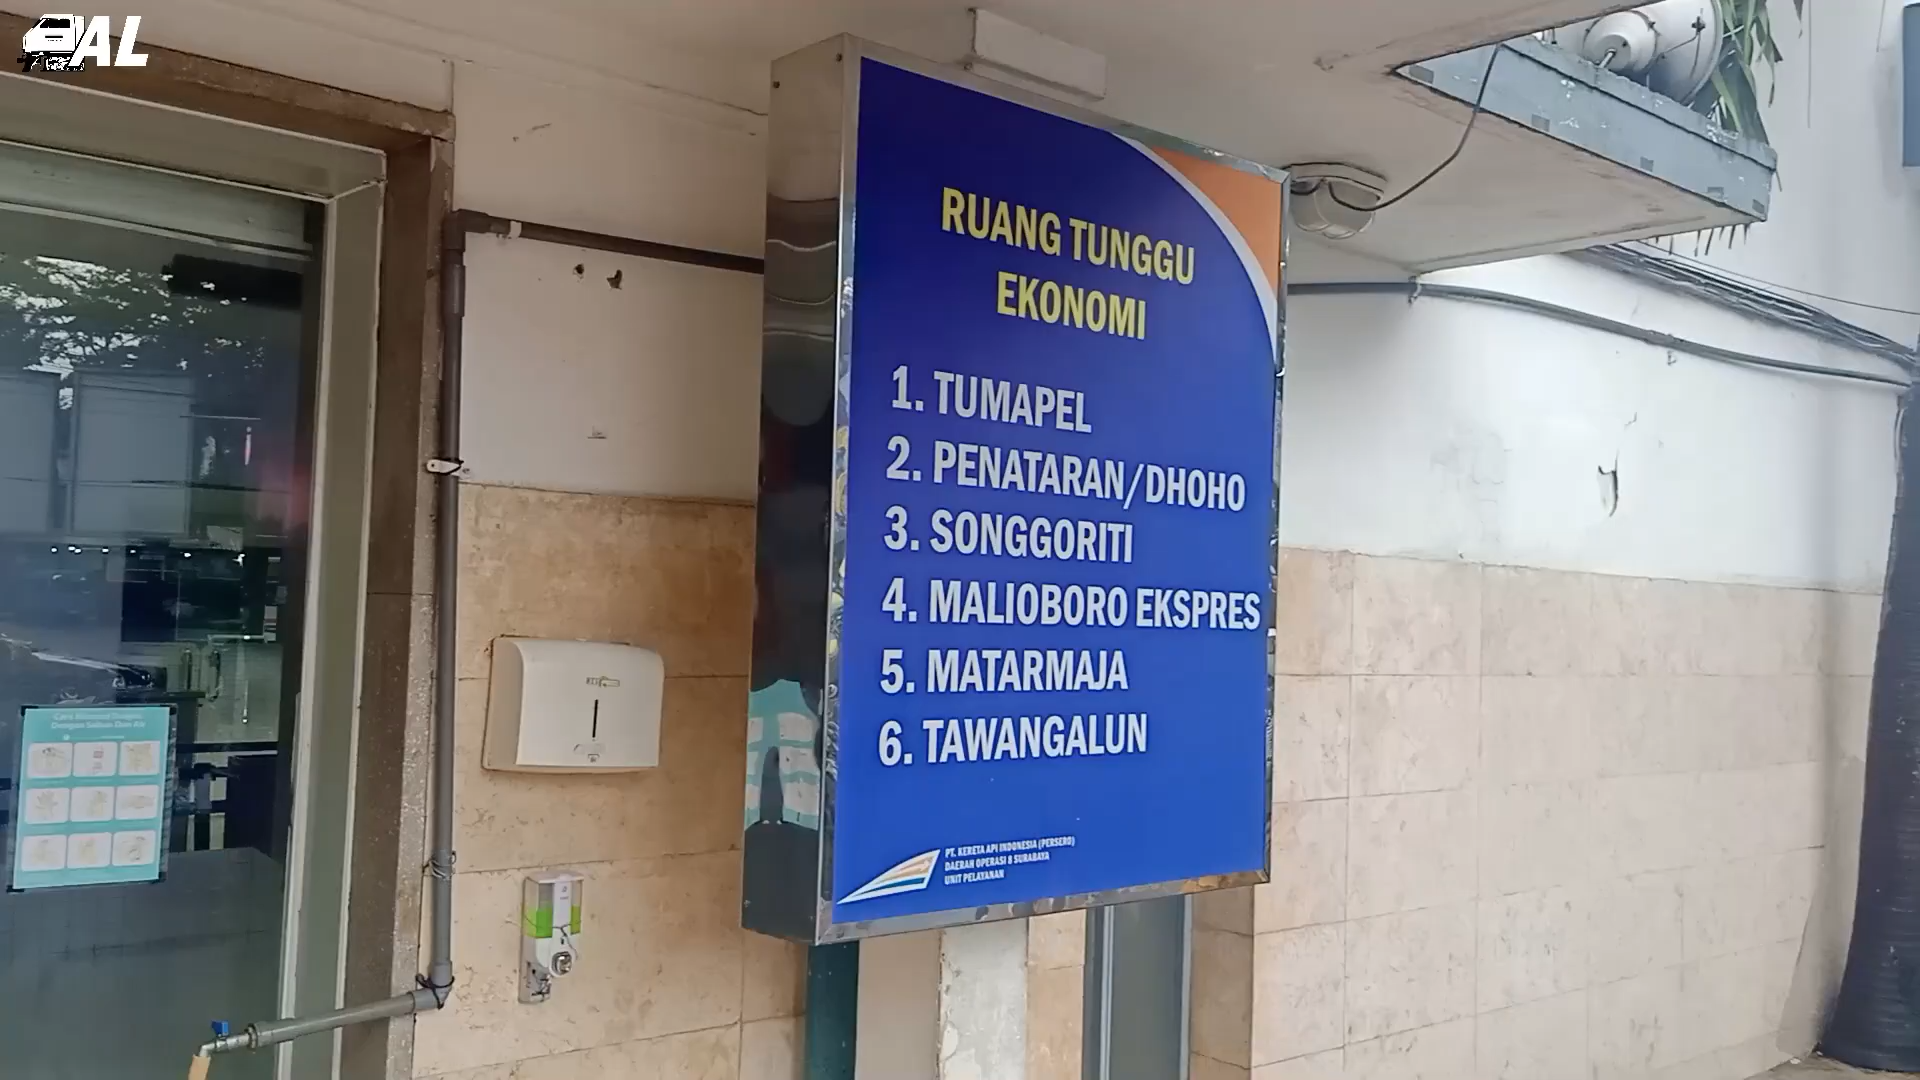 AL
RUANG TUNGGU
EKONOMI
1. TUMAPEL
2. PENATARAN/DHOHO
3. SONGGORITI
4. MALIOBORO EKSPRES
5. MATARMAJA
6. TAWANGALUN
PT. KERETA API INDONESIA (PERSERO)
DAERAH OPERASI 8 SURABAYA
UNIT PELAYANAN